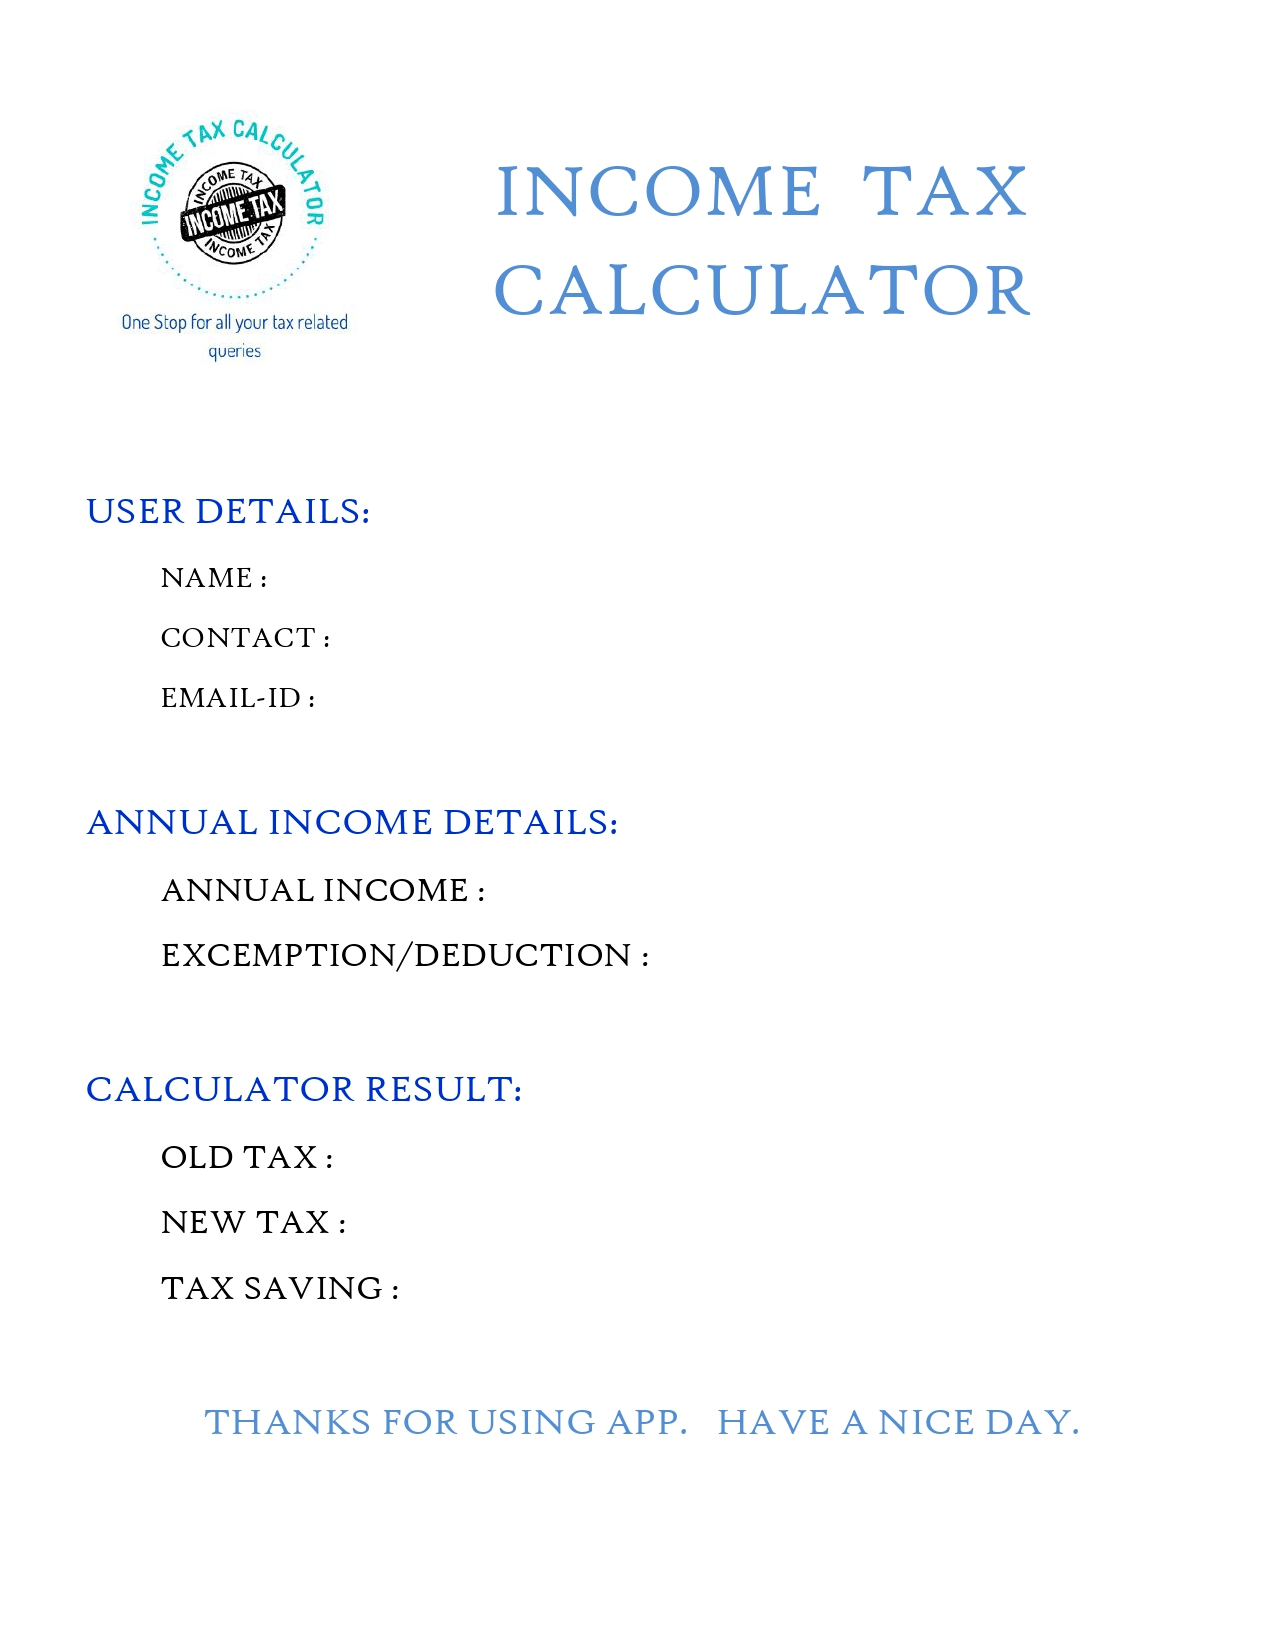 INCOME TAX CALCULATOR
INCOME TAX
INCOME TAX
INCOME TAX
One Stop for all your tax related
queries
INCOME TAX
CALCULATOR
USER DETAILS:
NAME :
CONTACT :
EMAIL-ID :
ANNUAL INCOME DETAILS:
ANNUAL INCOME :
EXCEMPTION/DEDUCTION :
CALCULATOR RESULT:
OLD TAX :
NEW TAX :
TAX SAVING :
THANKS FOR USING APP. HAVE A NICE DAY.